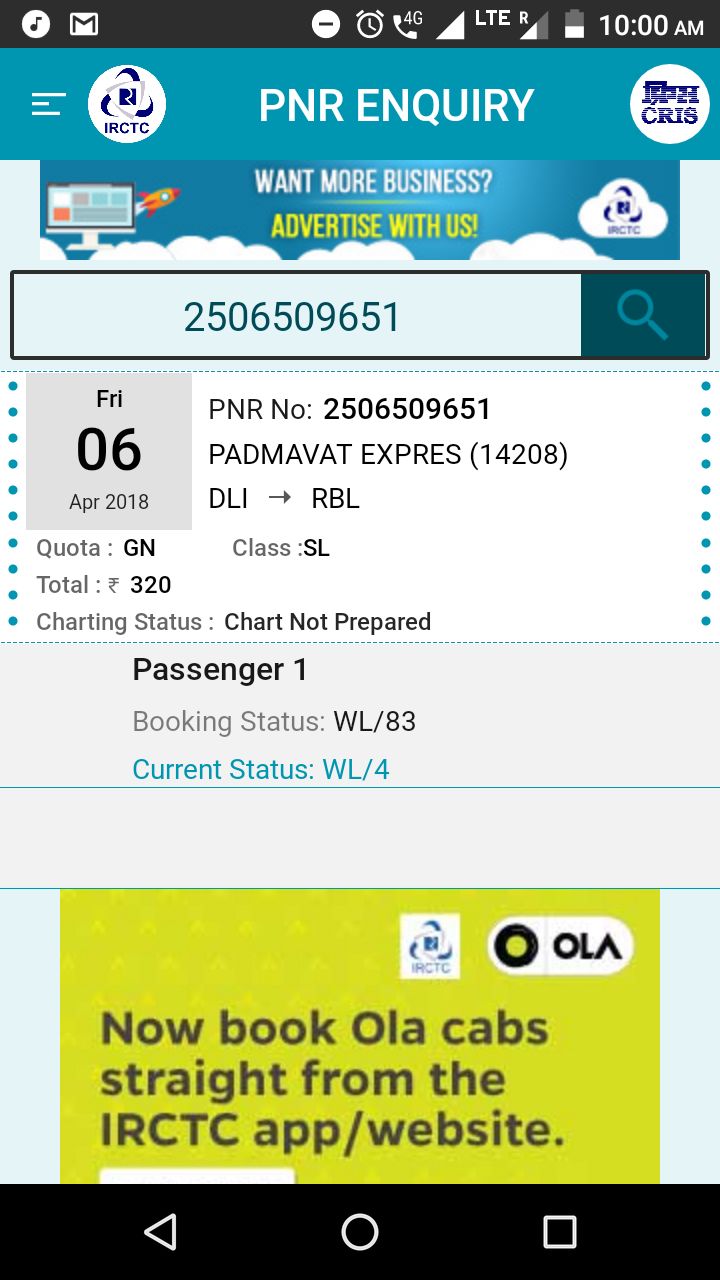 4G LTE R 10:00 AM
IRCTC PNR ENQUIRY CRIS
WANT MORE BUSINESS?
ADVERTISE WITH US!
IRCTC
2506509651
Fri
06
Apr 2018
PNR No: 2506509651
PADMAVAT EXPRES (14208)
DLI → RBL
Quota : GN Class :SL
Total : ₹ 320
Charting Status : Chart Not Prepared
Passenger 1
Booking Status: WL/83
Current Status: WL/4
IRCTC OLA
Now book Ola cabs
straight from the
IRCTC app/website.